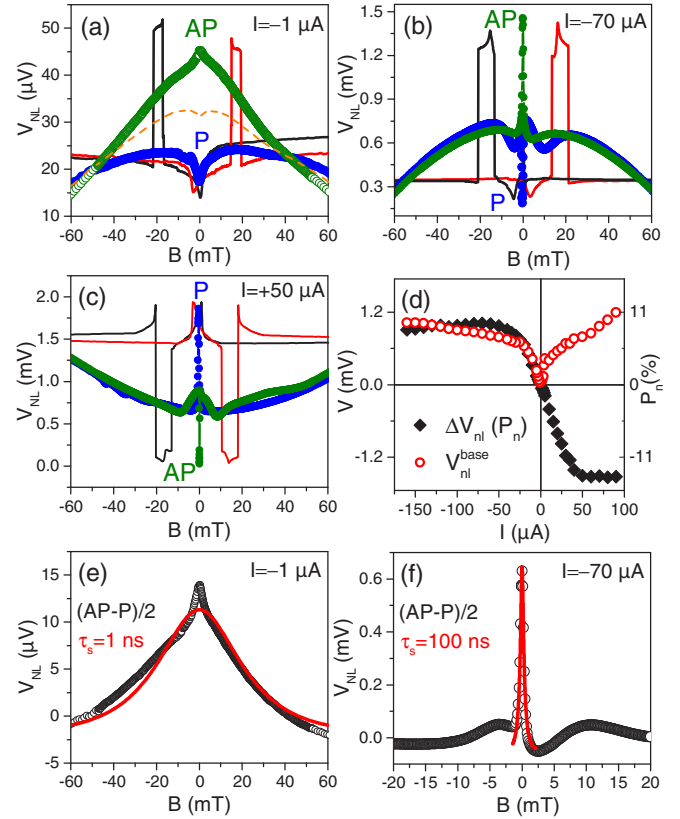 (a) AP I=−1 μA
P
V_NL (μV)
50
40
30
20
10
-60 -40 -20 0 20 40 60
B (mT)
(b) AP I=−70 μA
P
V_NL (mV)
1.5
1.2
0.9
0.6
0.3
-60 -40 -20 0 20 40 60
B (mT)
(c) P I=+50 μA
AP
V_NL (mV)
2.0
1.5
1.0
0.5
0.0
-60 -40 -20 0 20 40 60
B (mT)
(d)
V (mV)
1.2
0.0
-1.2
P_n(%)
11
0
-11
ΔV_nl (P_n)
V_nl^base
-150 -100 -50 0 50 100
I (μA)
(e) I=−1 μA
(AP-P)/2
τ_s=1 ns
V_NL (μV)
15
10
5
0
-5
-60 -40 -20 0 20 40 60
B (mT)
(f) I=−70 μA
(AP-P)/2
τ_s=100 ns
V_NL (mV)
0.6
0.4
0.2
0.0
20 -15 -10 -5 0 5 10 15 20
B (mT)